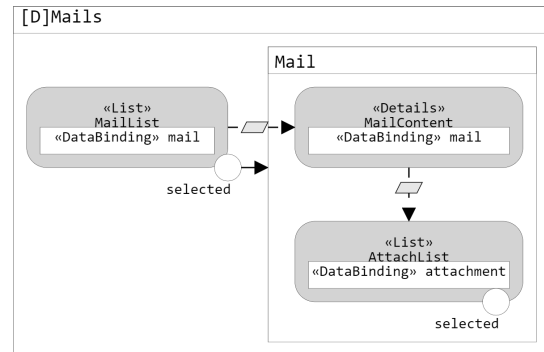 [D]Mails
Mail
«List»
MailList
«DataBinding» mail
selected
«Details»
MailContent
«DataBinding» mail
«List»
AttachList
«DataBinding» attachment
selected